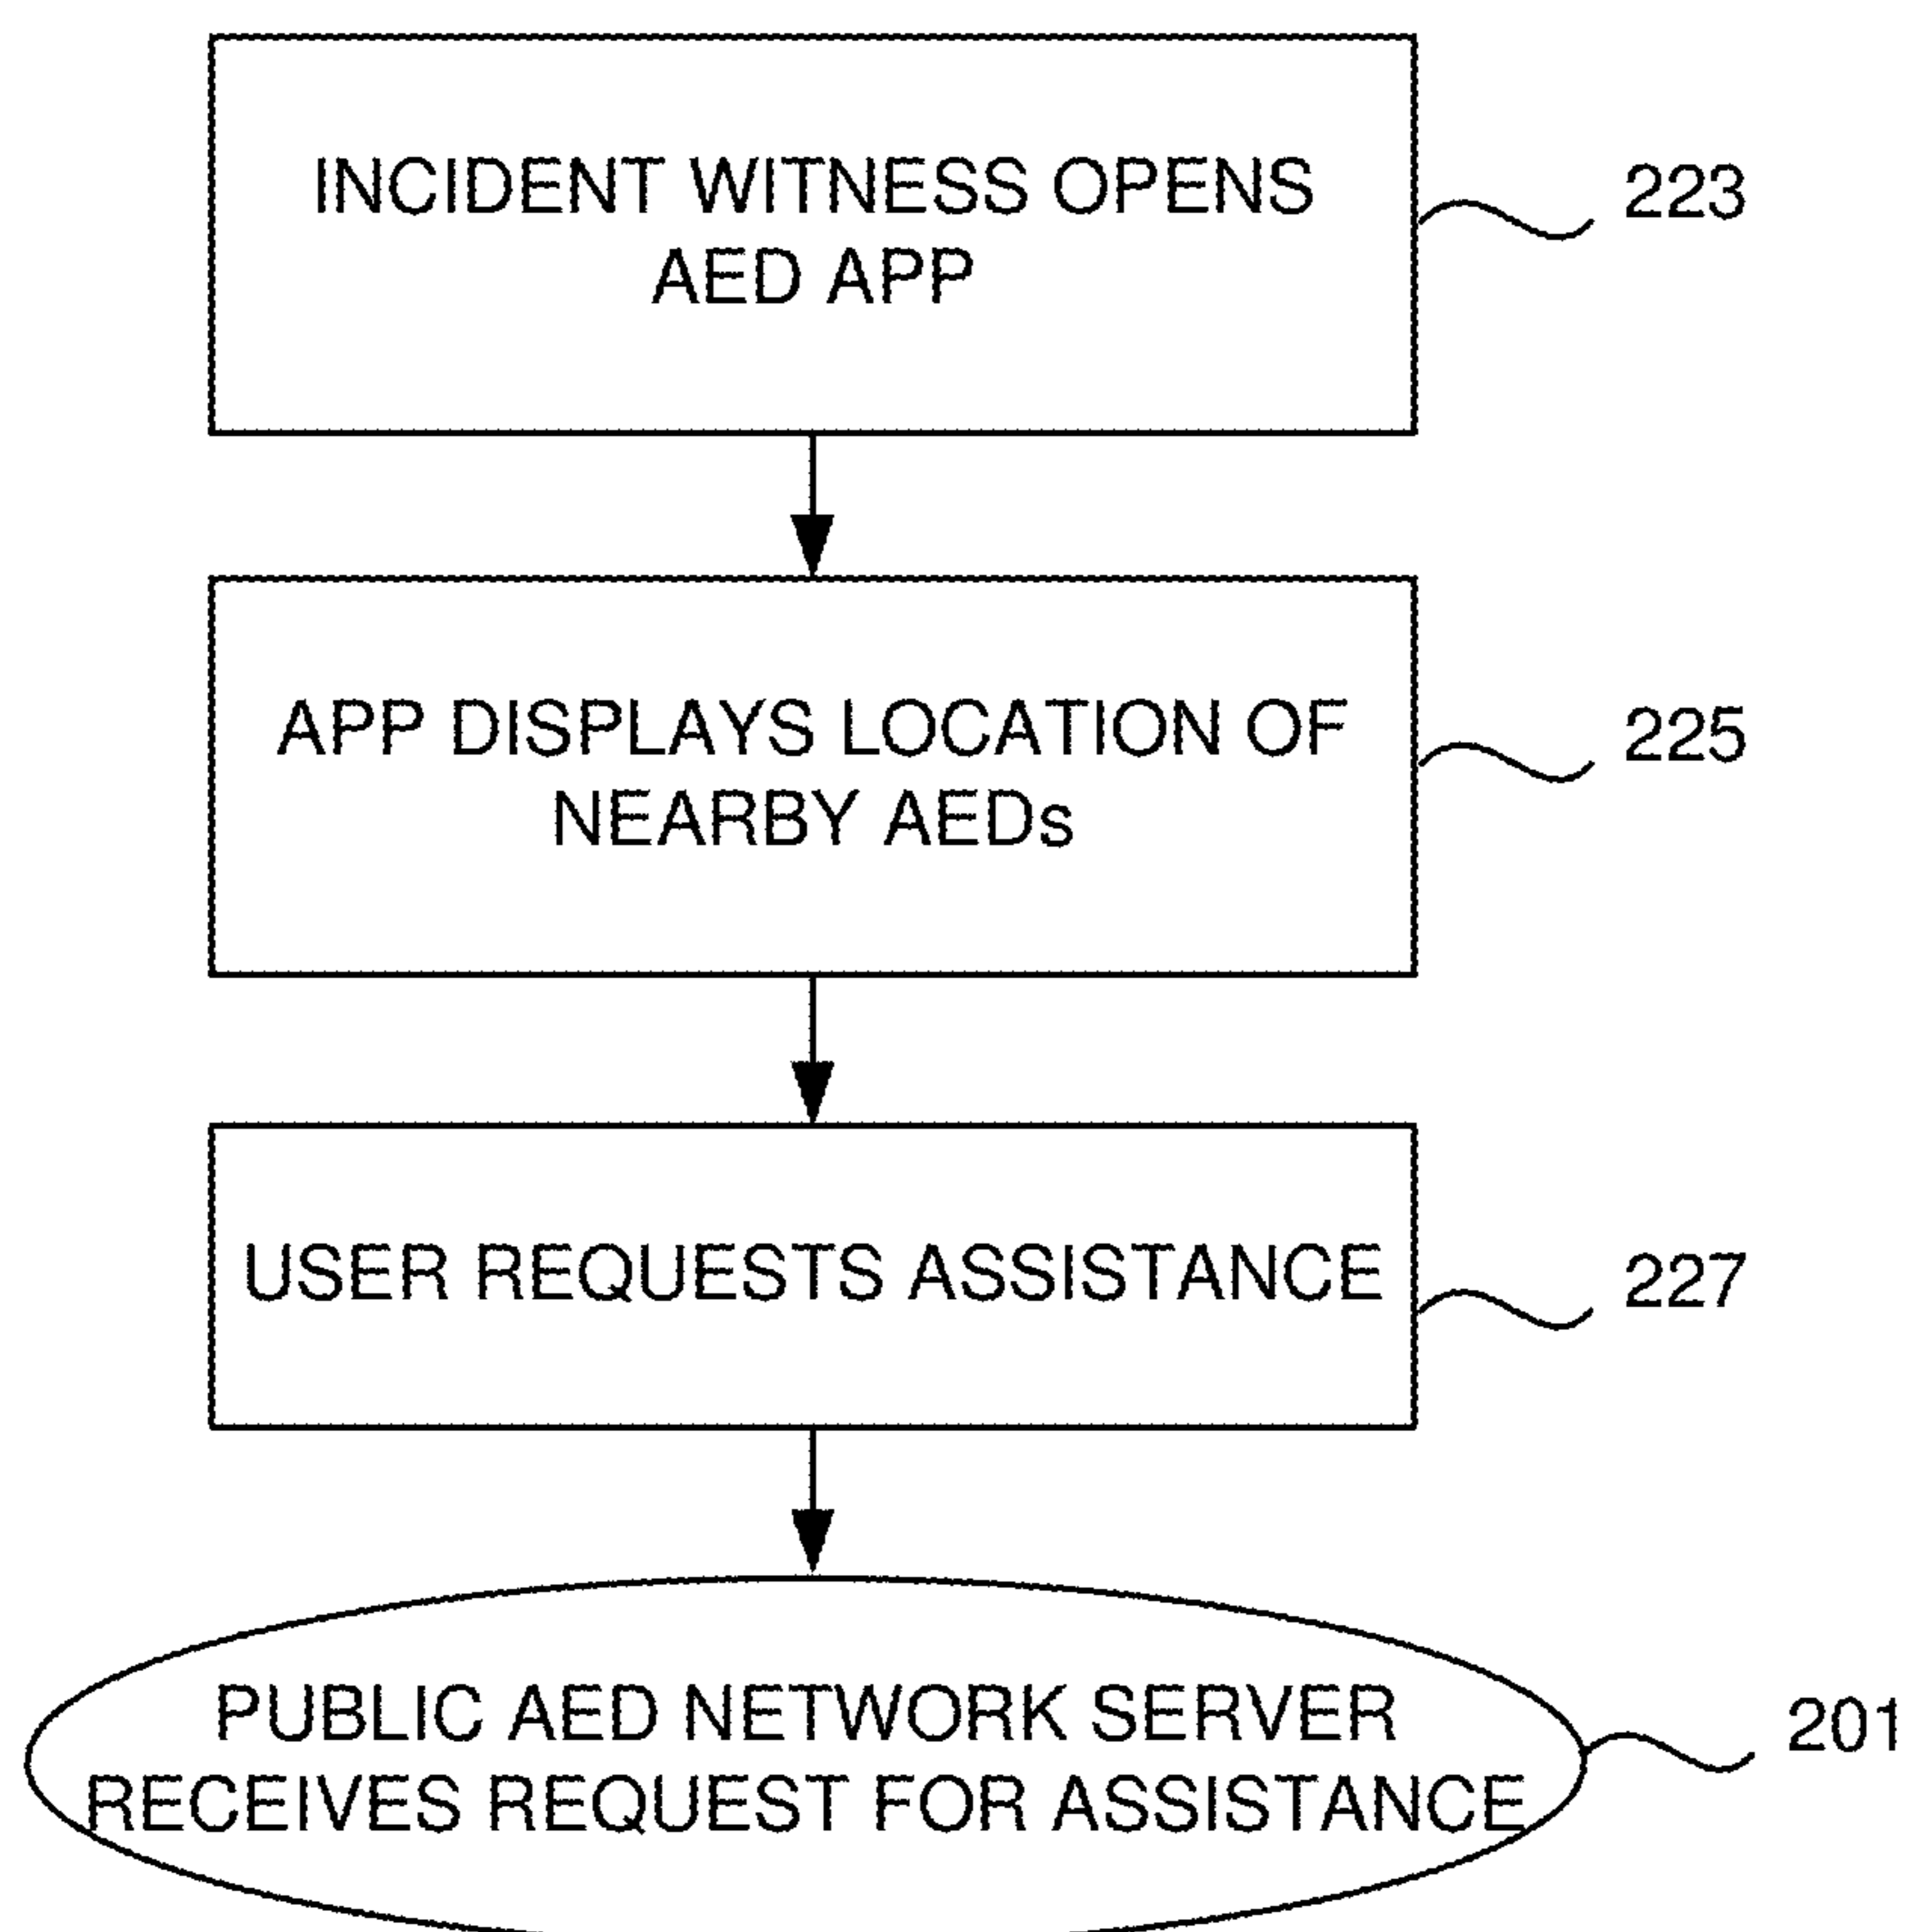 INCIDENT WITNESS OPENS
AED APP
223
APP DISPLAYS LOCATION OF
NEARBY AEDs
225
USER REQUESTS ASSISTANCE
227
PUBLIC AED NETWORK SERVER
RECEIVES REQUEST FOR ASSISTANCE
201